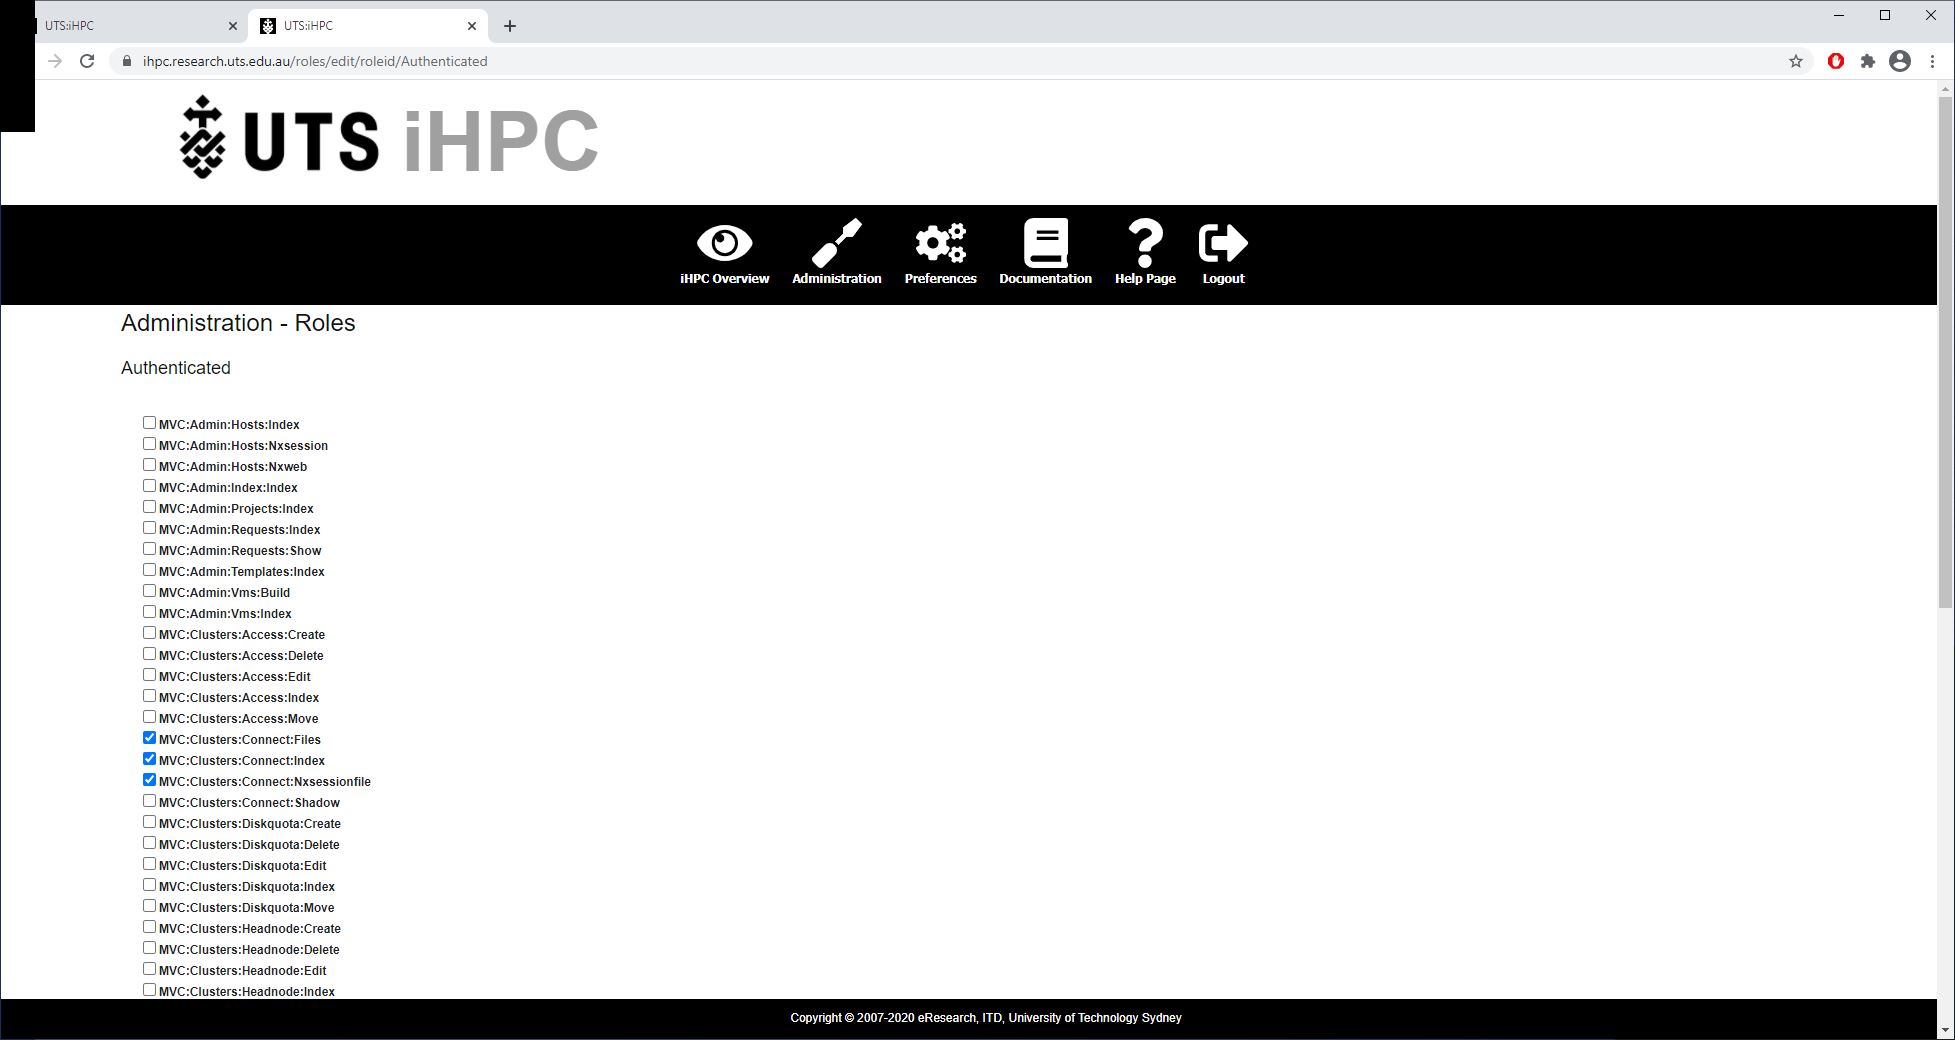 UTS:iHPC
UTS:iHPC
ihpc.research.uts.edu.au/roles/edit/roleid/Authenticated
UTS iHPC
iHPC Overview
Administration
Preferences
Documentation
Help Page
Logout
Administration - Roles
Authenticated
MVC:Admin:Hosts:Index
MVC:Admin:Hosts:Nxsession
MVC:Admin:Hosts:Nxweb
MVC:Admin:Index:Index
MVC:Admin:Projects:Index
MVC:Admin:Requests:Index
MVC:Admin:Requests:Show
MVC:Admin:Templates:Index
MVC:Admin:Vms:Build
MVC:Admin:Vms:Index
MVC:Clusters:Access:Create
MVC:Clusters:Access:Delete
MVC:Clusters:Access:Edit
MVC:Clusters:Access:Index
MVC:Clusters:Access:Move
MVC:Clusters:Connect:Files
MVC:Clusters:Connect:Index
MVC:Clusters:Connect:Nxsessionfile
MVC:Clusters:Connect:Shadow
MVC:Clusters:Diskquota:Create
MVC:Clusters:Diskquota:Delete
MVC:Clusters:Diskquota:Edit
MVC:Clusters:Diskquota:Index
MVC:Clusters:Diskquota:Move
MVC:Clusters:Headnode:Create
MVC:Clusters:Headnode:Delete
MVC:Clusters:Headnode:Edit
MVC:Clusters:Headnode:Index
Copyright © 2007-2020 eResearch, ITD, University of Technology Sydney